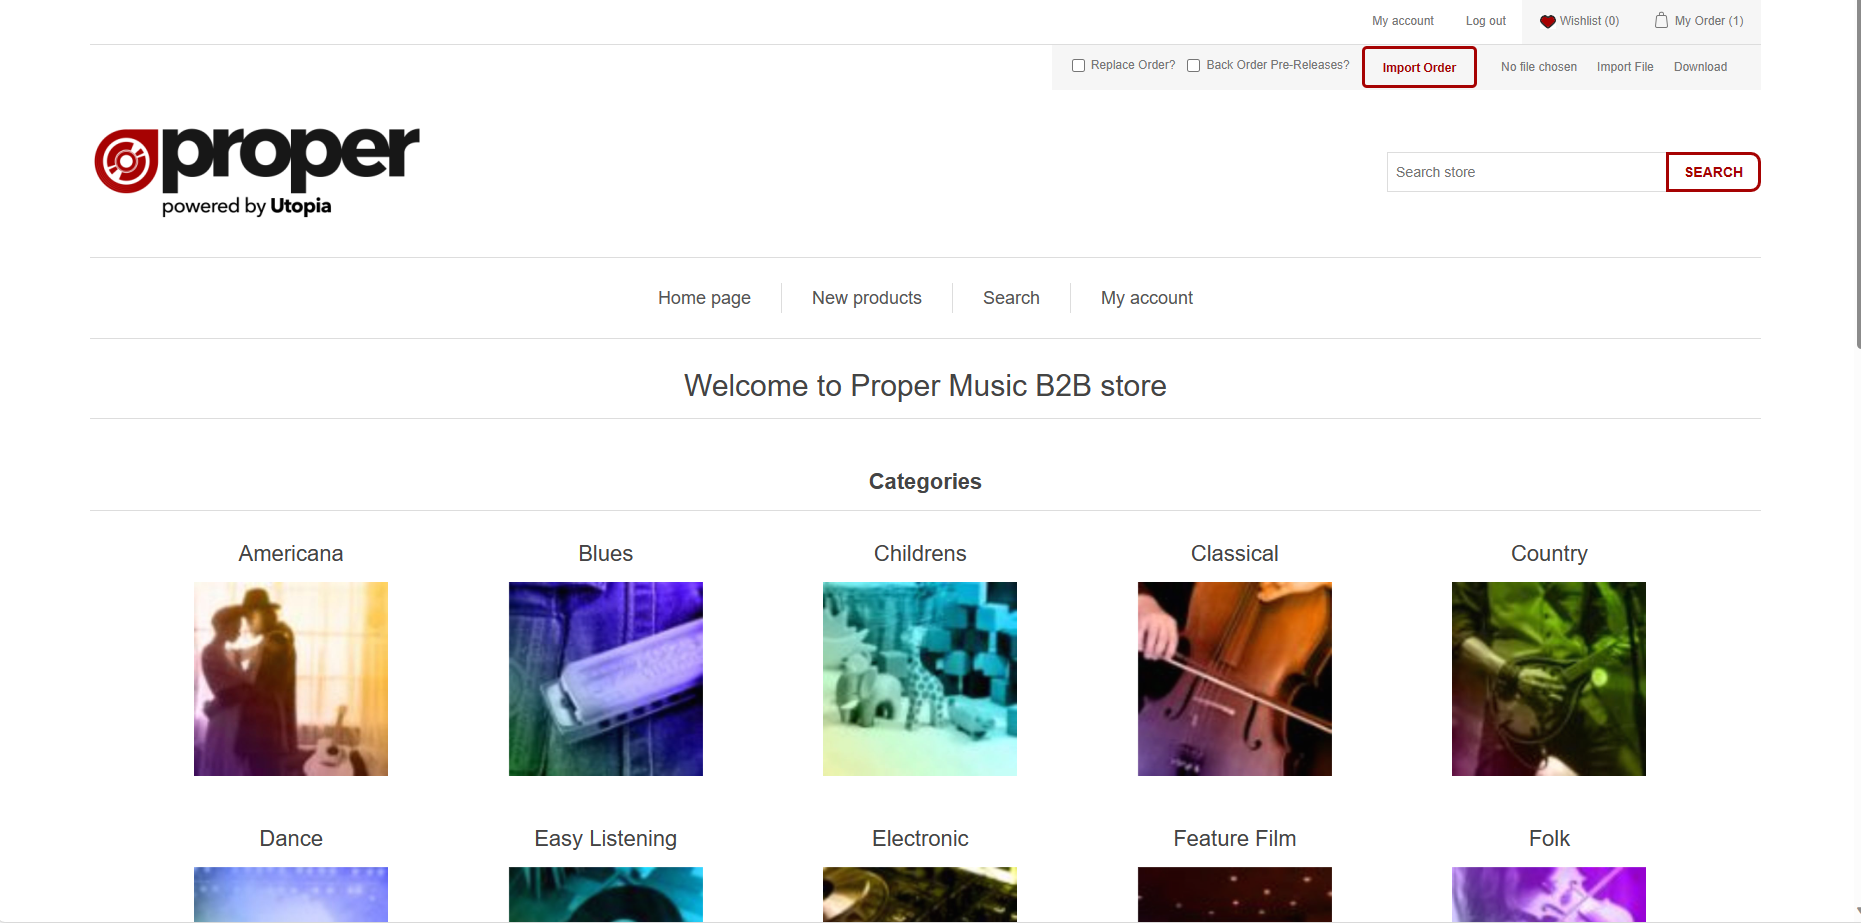 My account Log out Wishlist (0) My Order (1)
Replace Order? Back Order Pre-Releases? Import Order No file chosen Import File Download
proper
powered by Utopia
Search store SEARCH
Home page New products Search My account
Welcome to Proper Music B2B store
Categories
Americana Blues Childrens Classical Country
Dance Easy Listening Electronic Feature Film Folk